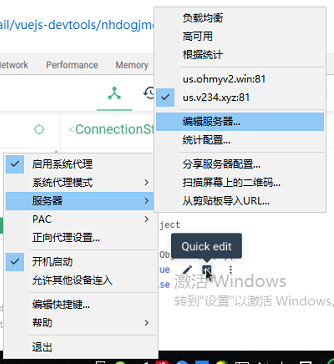 ail/vuejs-devtools/nhdogjme
Network
Performance
Memor
<ConnectionSt
负载均衡
高可用
根据统计
us.ohmyv2.win:81
us.v234.xyz:81
编辑服务器...
统计配置...
分享服务器配置...
扫描屏幕上的二维码...
从剪贴板导入URL...
启用系统代理
系统代理模式
服务器
PAC
正向代理设置...
开机启动
允许其他设备连入
编辑快捷键...
帮助
退出
ject
Obj
rue
lse
Quick edit
激活 Windows
转到"设置"以激活 Windows。